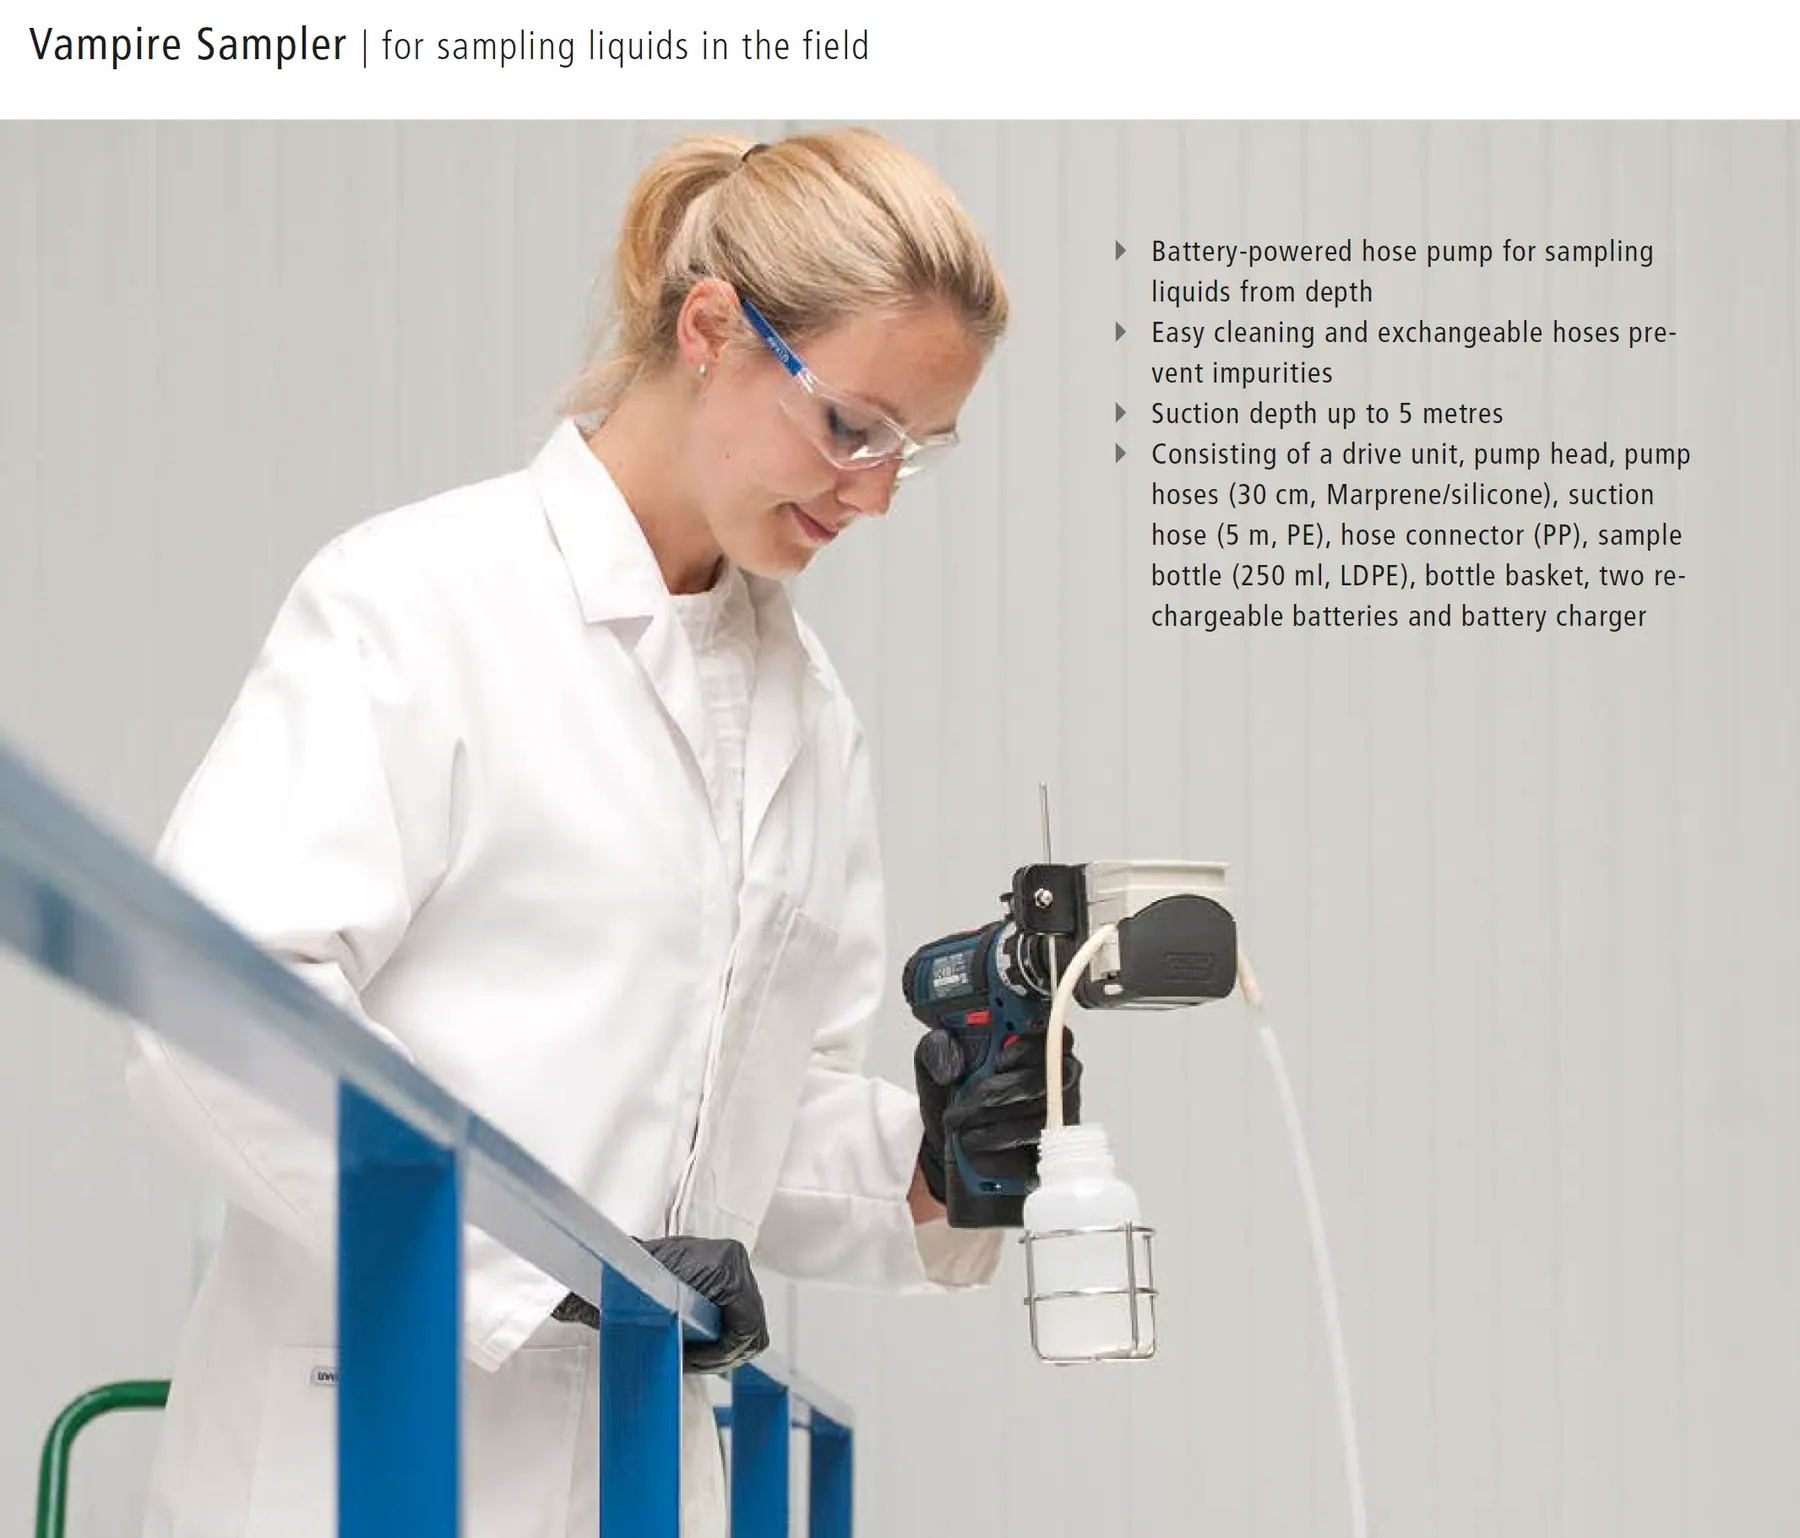 Vampire Sampler | for sampling liquids in the field
Battery-powered hose pump for sampling
liquids from depth
Easy cleaning and exchangeable hoses pre-
vent impurities
Suction depth up to 5 metres
Consisting of a drive unit, pump head, pump
hoses (30 cm, Marprene/silicone), suction
hose (5 m, PE), hose connector (PP), sample
bottle (250 ml, LDPE), bottle basket, two re-
chargeable batteries and battery charger